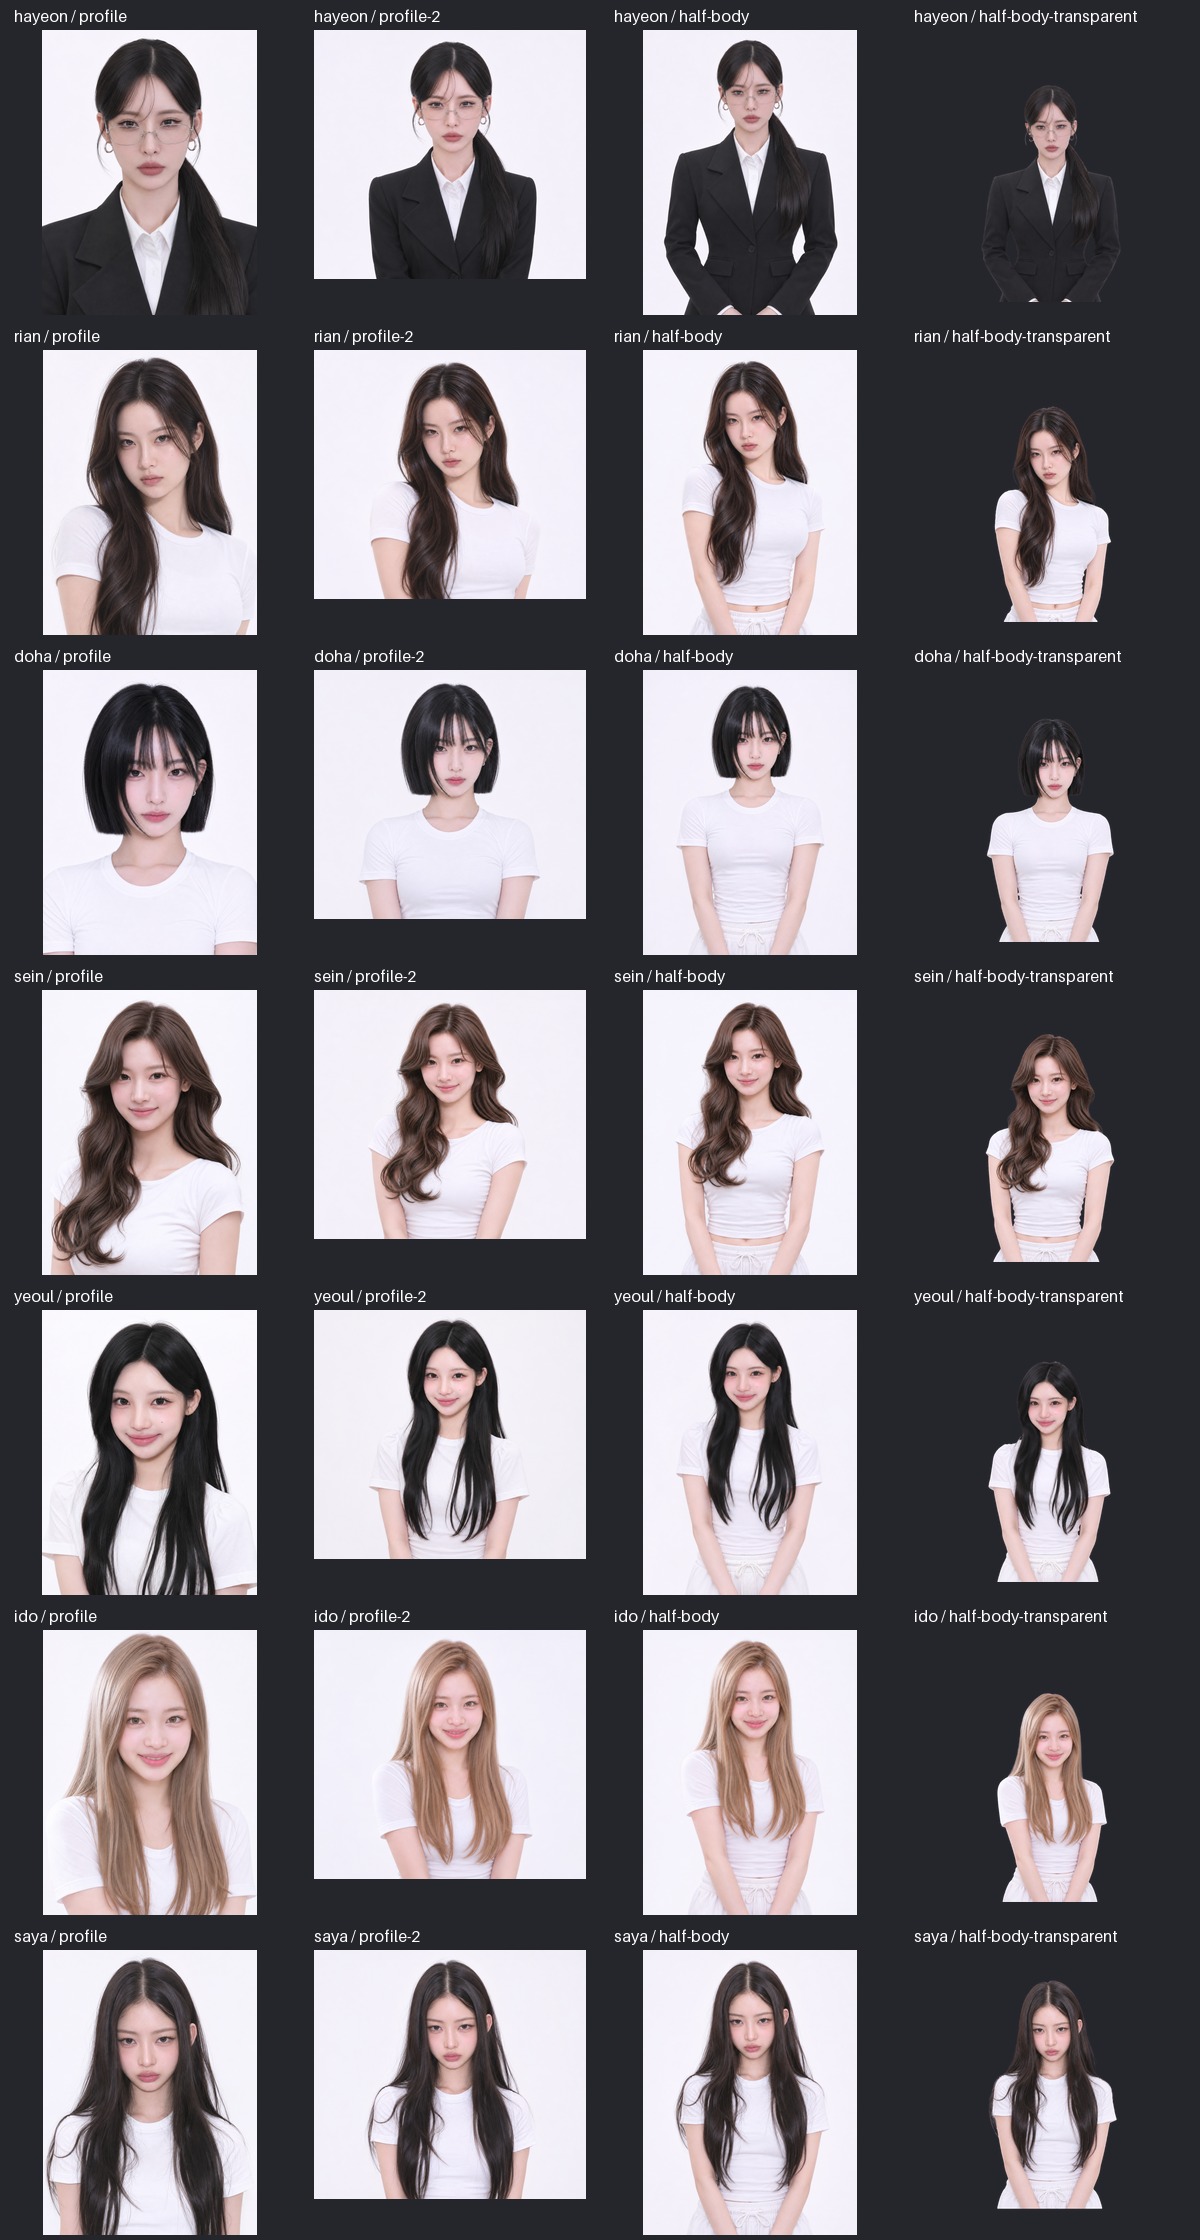 hayeon / profile
hayeon / profile-2
hayeon / half-body
hayeon / half-body-transparent
rian / profile
rian / profile-2
rian / half-body
rian / half-body-transparent
doha / profile
doha / profile-2
doha / half-body
doha / half-body-transparent
sein / profile
sein / profile-2
sein / half-body
sein / half-body-transparent
yeoul / profile
yeoul / profile-2
yeoul / half-body
yeoul / half-body-transparent
ido / profile
ido / profile-2
ido / half-body
ido / half-body-transparent
saya / profile
saya / profile-2
saya / half-body
saya / half-body-transparent